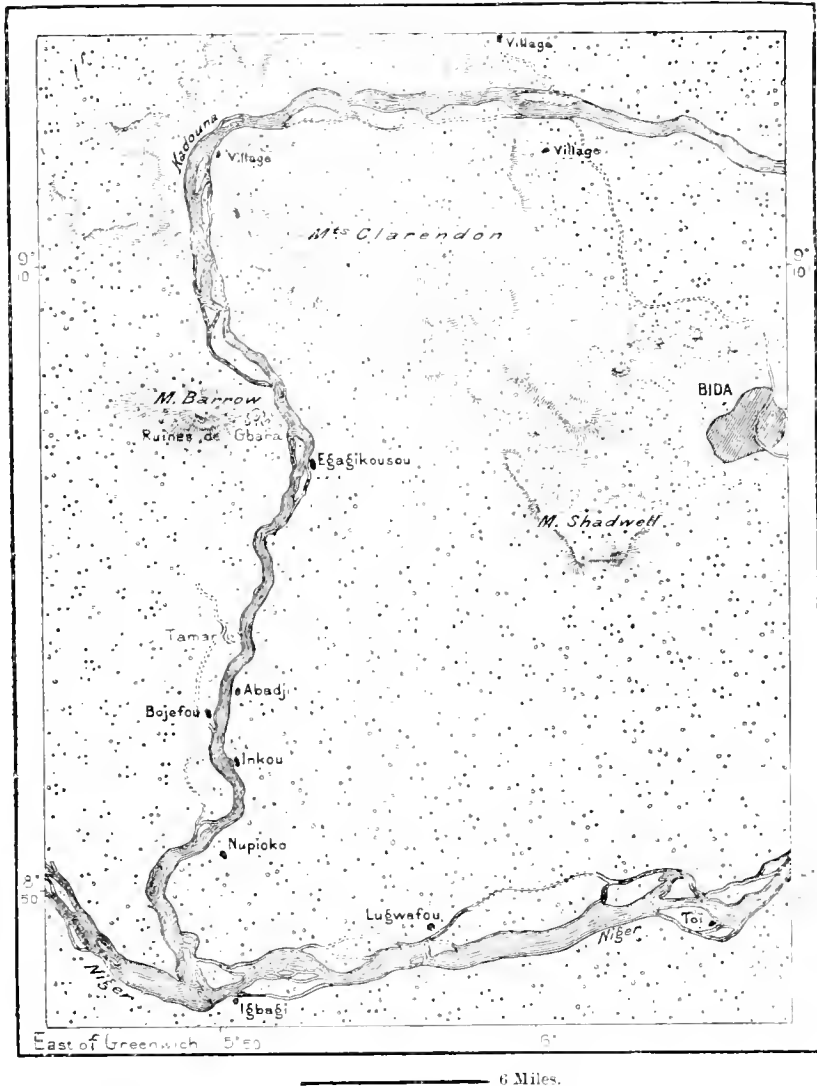 Village
Kadouna
Village
Village
Mts Clarendon
9°
10'
9°
10'
M. Barrow
BIDA
Ruines de Gbara
Egagikousou
M. Shadwell
Tamar
Abadji
Bojefou
Inkou
Nupioko
8°
50'
Lugwafou
Toï
Niger
Niger
Igbagi
East of Greenwich 5° 50' 6°
6 Miles.